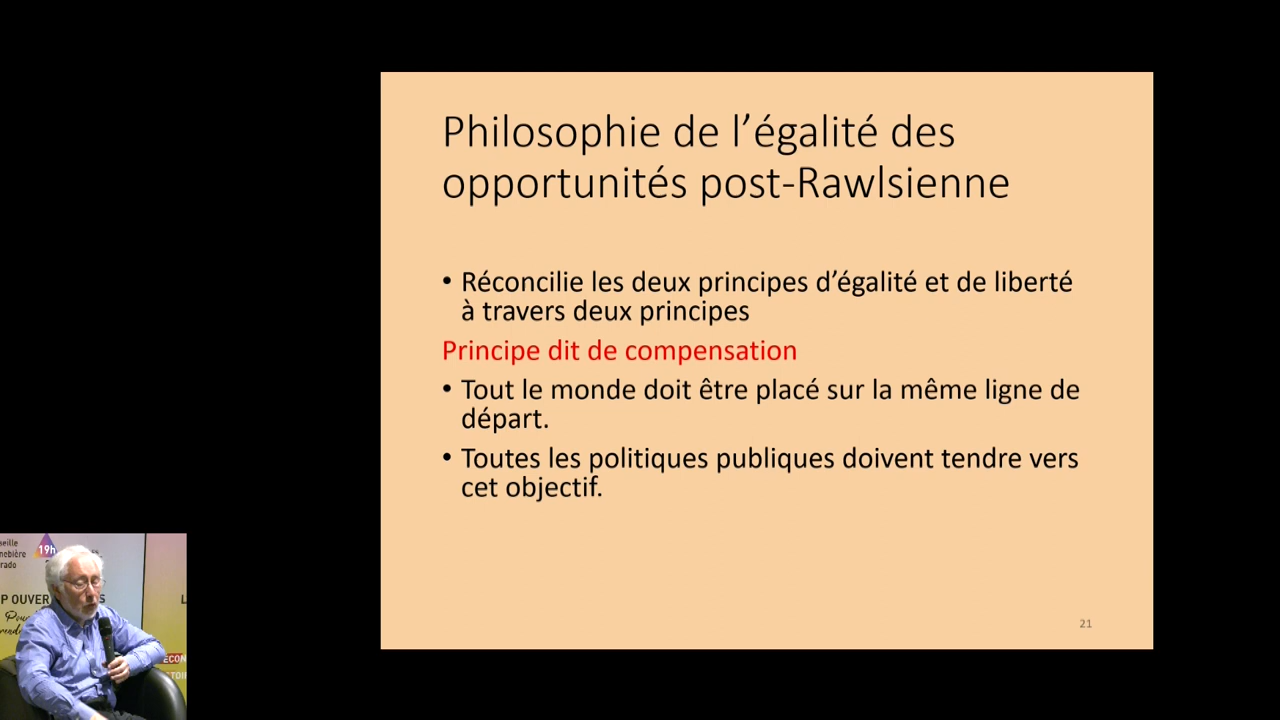 Philosophie de l’égalité des
opportunités post-Rawlsienne
• Réconcilie les deux principes d’égalité et de liberté
à travers deux principes
Principe dit de compensation
• Tout le monde doit être placé sur la même ligne de
départ.
• Toutes les politiques publiques doivent tendre vers
cet objectif.
21
19h